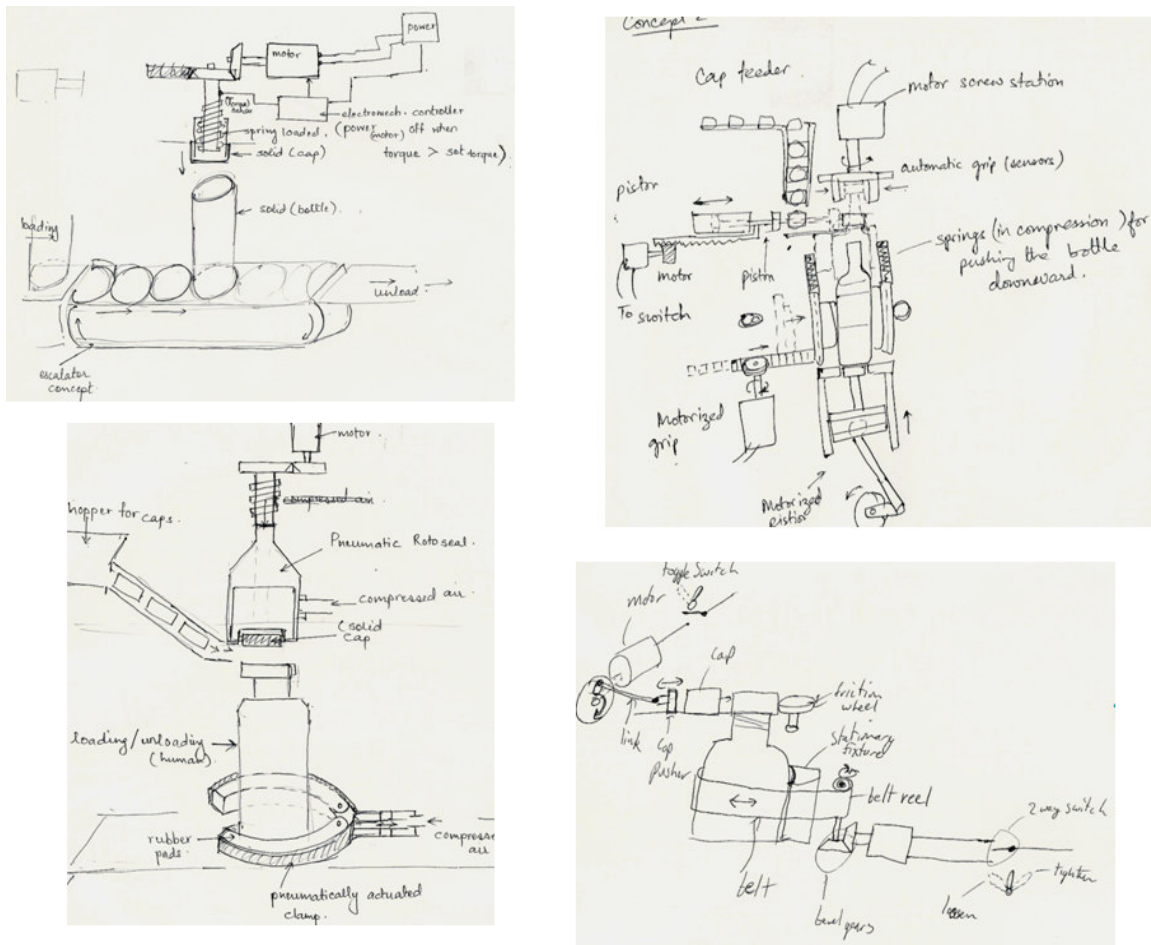 power
motor
(Torque)
electromech. controller
spring loaded.
(power (motor) off when
torque > set torque)
solid (cap)
solid (bottle).
loading
unload
escalator
concept.
Concept 2
Cap feeder
motor screw station
automatic grip (sensors)
piston
springs (in compression) for
pushing the bottle
downward.
motor
piston
To switch
Motorized
grip
Motorized
piston
motor.
compressed air
hopper for caps.
Pneumatic Rotoseal.
compressed air.
(solid
cap
loading/unloading
(human)
rubber
pads.
compressed
air
pneumatically actuated
clamp.
toggle switch
motor
cap
friction
wheel
link
Cap
pusher
stationary
fixture
belt reel
2 way switch
belt
bevel gears
tighten